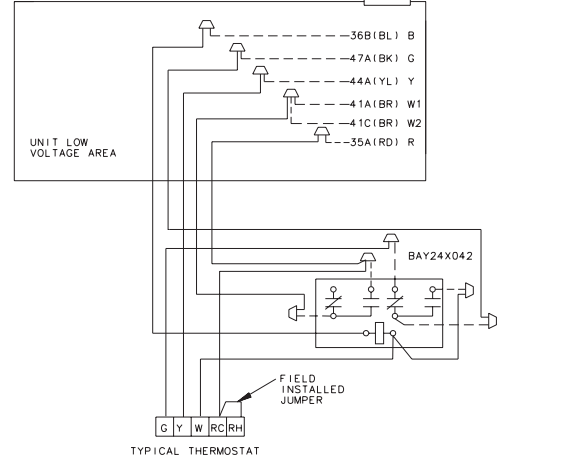 36B(BL) B
47A(BK) G
44A(YL) Y
41A(BR) W1
41C(BR) W2
35A(RD) R
UNIT LOW
VOLTAGE AREA
BAY24X042
FIELD
INSTALLED
JUMPER
G Y W RC RH
TYPICAL THERMOSTAT